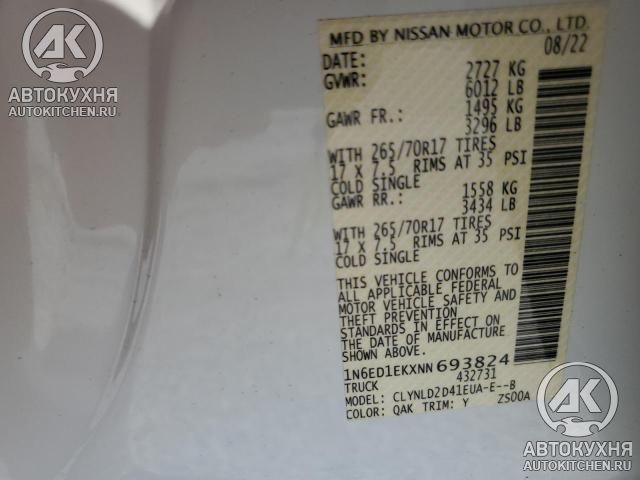 AK
АВТОКУХНЯ
AUTOKITCHEN.RU
MFD BY NISSAN MOTOR CO., LTD.
DATE: 08/22
GVWR: 2727 KG
6012 LB
GAWR FR.: 1495 KG
3296 LB
WITH 265/70R17 TIRES
17 X 7.5 RIMS AT 35 PSI
COLD SINGLE
GAWR RR.: 1558 KG
3434 LB
WITH 265/70R17 TIRES
17 X 7.5 RIMS AT 35 PSI
COLD SINGLE
THIS VEHICLE CONFORMS TO
ALL APPLICABLE FEDERAL
MOTOR VEHICLE SAFETY AND
THEFT PREVENTION
STANDARDS IN EFFECT ON
THE DATE OF MANUFACTURE
SHOWN ABOVE.
1N6ED1EKXNN693824
TRUCK 432731
MODEL: CLYNLD2D41EUA-E--B
COLOR: QAK TRIM: Y ZS00A
AK
АВТОКУХНЯ
AUTOKITCHEN.RU